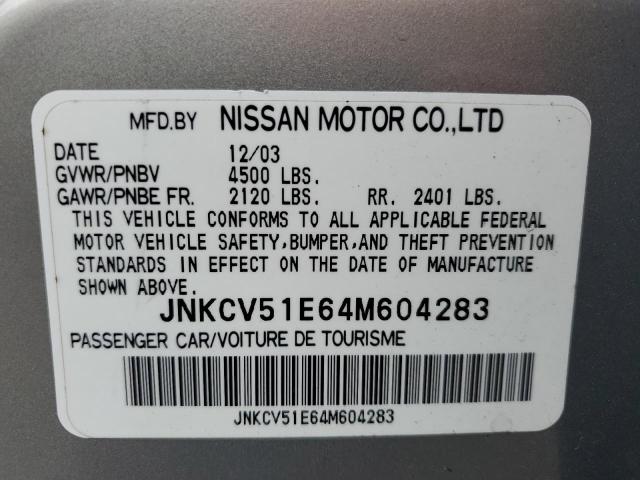 MFD.BY NISSAN MOTOR CO.,LTD
DATE 12/03
GVWR/PNBV 4500 LBS.
GAWR/PNBE FR. 2120 LBS. RR. 2401 LBS.
THIS VEHICLE CONFORMS TO ALL APPLICABLE FEDERAL
MOTOR VEHICLE SAFETY,BUMPER,AND THEFT PREVENTION
STANDARDS IN EFFECT ON THE DATE OF MANUFACTURE
SHOWN ABOVE. JNKCV51E64M604283
PASSENGER CAR/VOITURE DE TOURISME
JNKCV51E64M604283